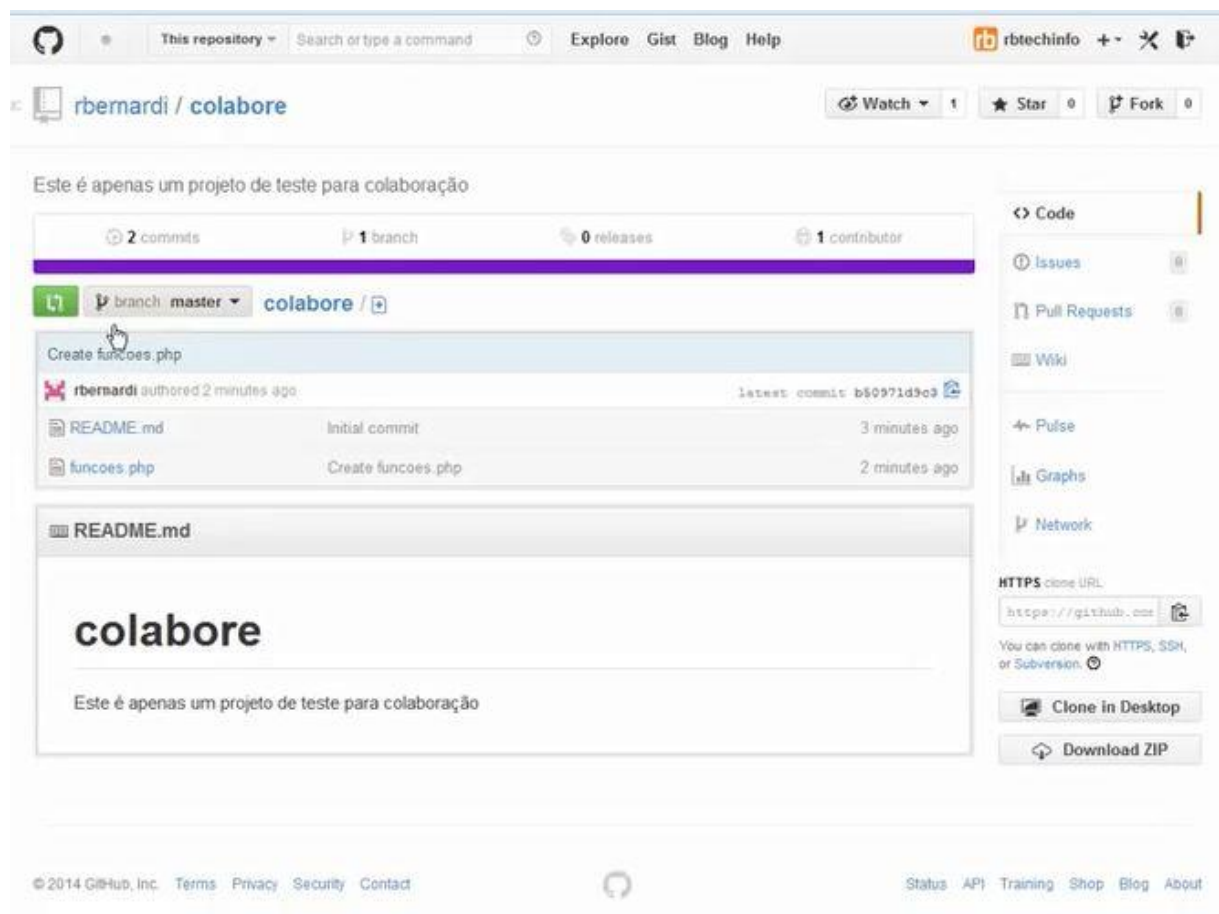 This repository Search or type a command Explore Gist Blog Help rb rbtechinfo
rbernardi / colabore Watch 1 Star 0 Fork 0
Este é apenas um projeto de teste para colaboração
2 commits 1 branch 0 releases 1 contributor
branch master colabore /
Create funcoes.php
rbernardi authored 2 minutes ago latest commit b50971d9c3
README.md Initial commit 3 minutes ago
funcoes.php Create funcoes.php 2 minutes ago
README.md
colabore
Este é apenas um projeto de teste para colaboração
Code
Issues 0
Pull Requests 0
Wiki
Pulse
Graphs
Network
HTTPS clone URL
https://github.com
You can clone with HTTPS, SSH,
or Subversion.
Clone in Desktop
Download ZIP
© 2014 GitHub, Inc. Terms Privacy Security Contact Status API Training Shop Blog About